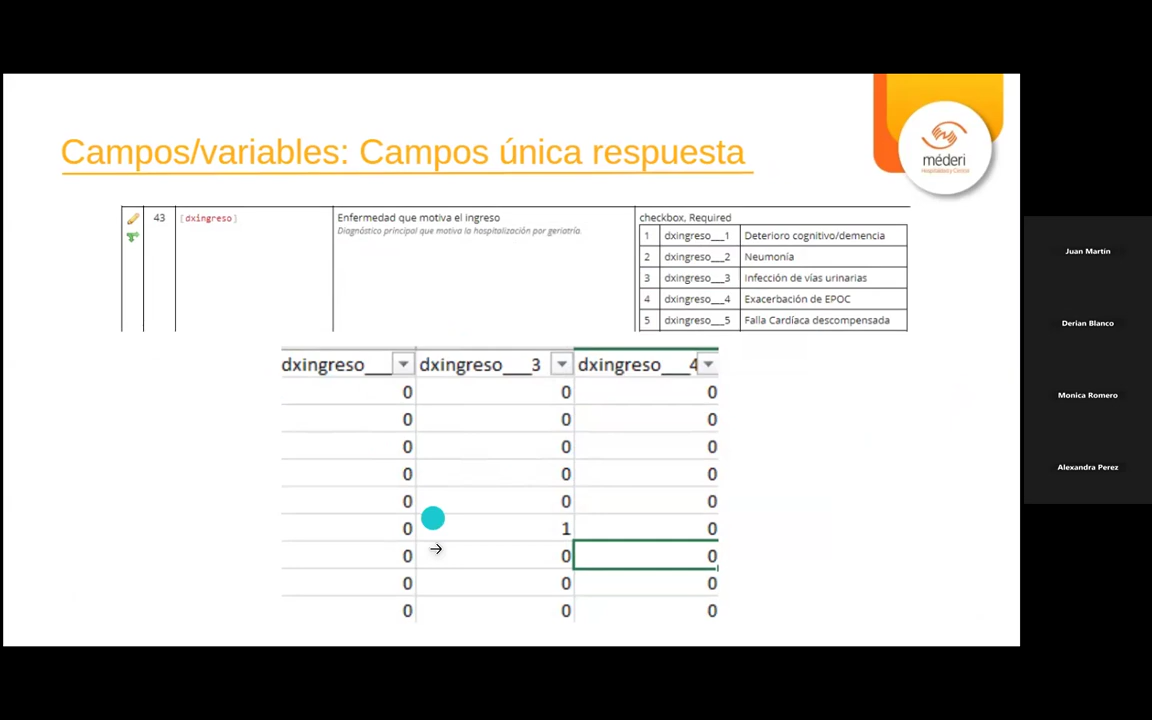 Campos/variables: Campos única respuesta
méderi
43 [dxingreso] Enfermedad que motiva el ingreso checkbox, Required
Diagnóstico principal que motiva la hospitalización por geriatría.
1 dxingreso___1 Deterioro cognitivo/demencia
2 dxingreso___2 Neumonía
3 dxingreso___3 Infección de vías urinarias
4 dxingreso___4 Exacerbación de EPOC
5 dxingreso___5 Falla Cardíaca descompensada
dxingreso___ dxingreso___3 dxingreso___4
0 0 0
0 0 0
0 0 0
0 0 0
0 0 0
0 1 0
0 0 0
0 0 0
0 0 0
Juan Martín
Derian Blanco
Monica Romero
Alexandra Perez